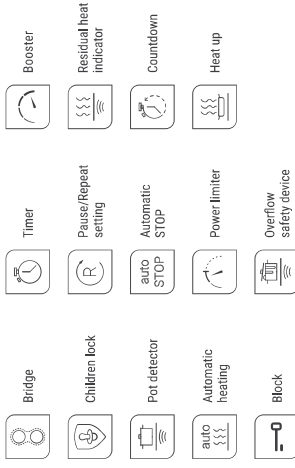 Bridge
Timer
Booster
Children lock
R
Pause/Repeat
setting
Residual heat
indicator
Pot detector
auto
STOP
Automatic
STOP
Countdown
auto
Automatic
heating
Power limiter
Heat up
Block
Overflow
safety device